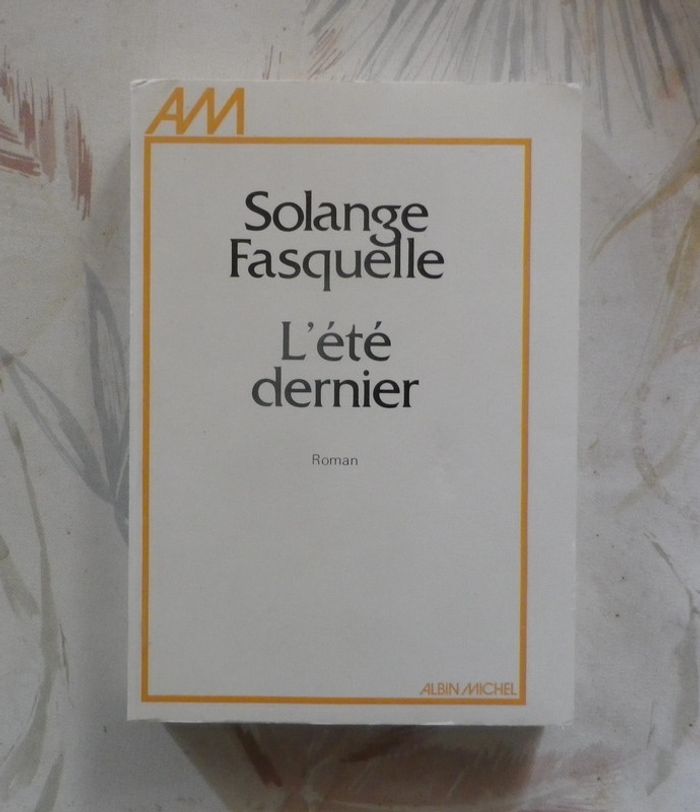 AM
Solange
Fasquelle
L'été
dernier
Roman
ALBIN MICHEL